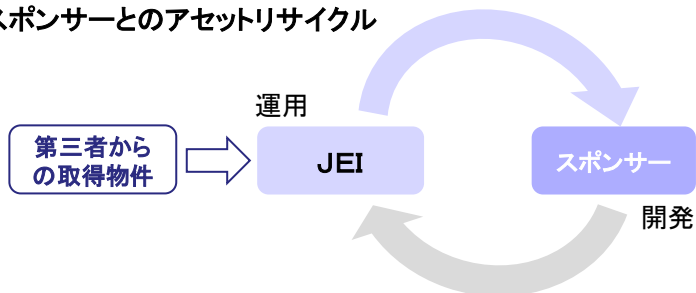 スポンサーとのアセットリサイクル
運用
第三者から
の取得物件
JEI
スポンサー
開発